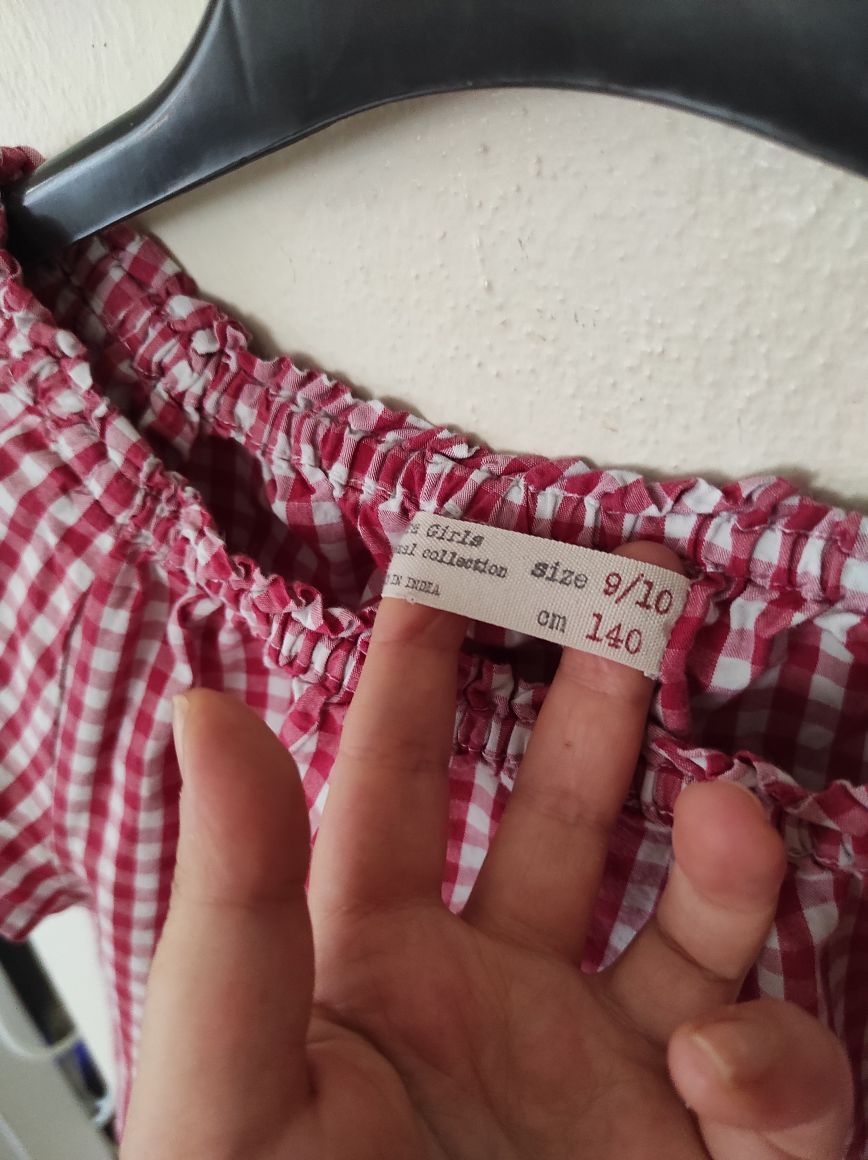 Girls
collection
IN INDIA
size 9/10
cm 140